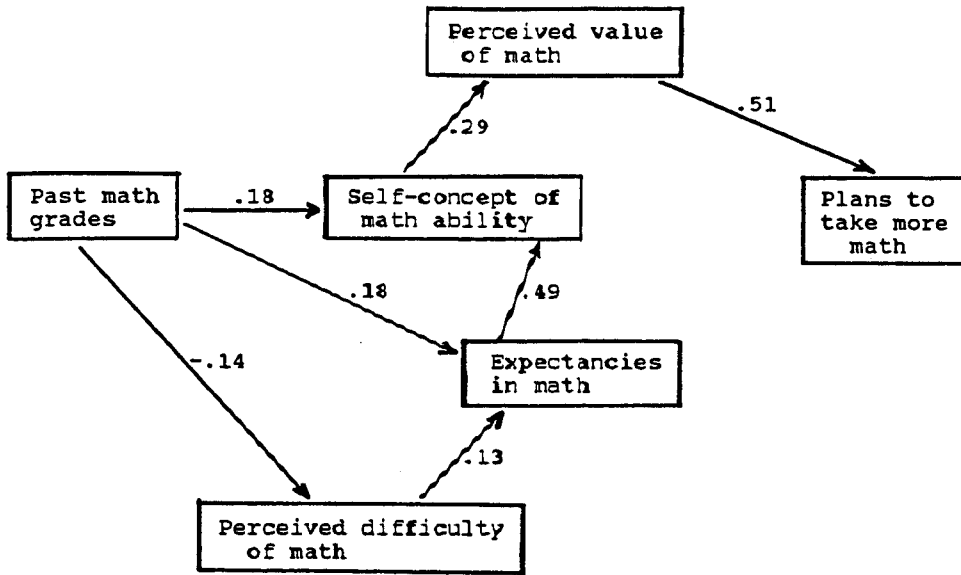 Perceived value
of math
.51
.29
Past math
grades
.18
Self-concept of
math ability
Plans to
take more
math
.18
.49
-.14
Expectancies
in math
.13
Perceived difficulty
of math